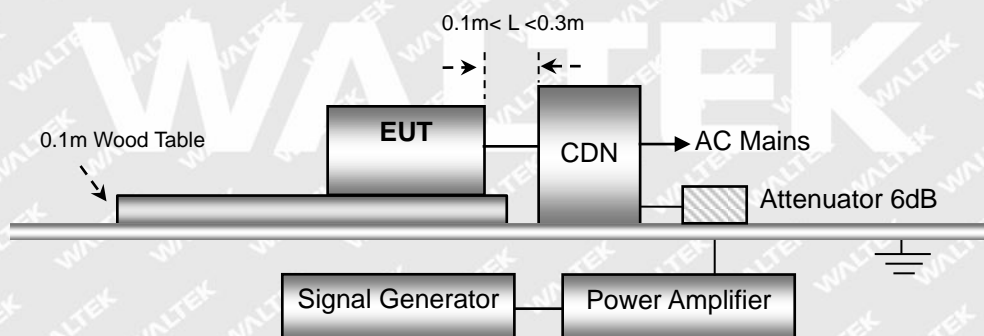 0.1m< L <0.3m
WALTEK
EUT
0.1m Wood Table
CDN
AC Mains
Attenuator 6dB
Signal Generator
Power Amplifier